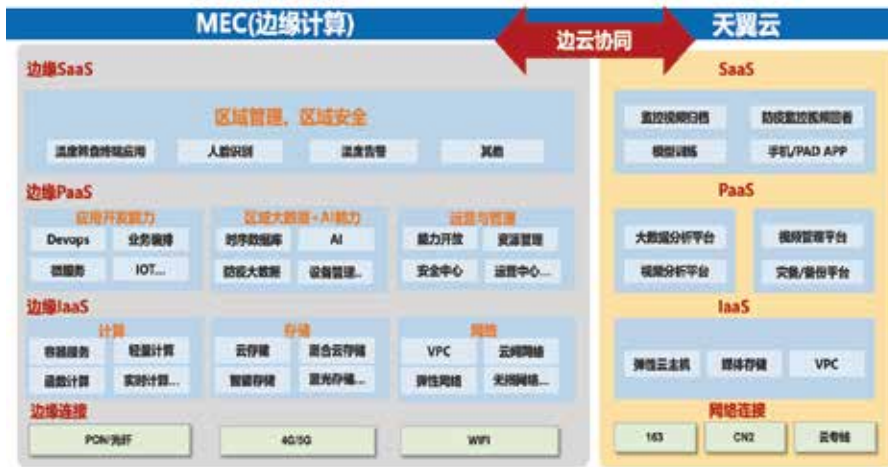 MEC(边缘计算)
边云协同
天翼云
边缘SaaS
区域管理，区域安全
温度筛查终端应用 人脸识别 温度告警 其他
边缘PaaS
应用开发能力 区域大数据+AI能力 运营与管理
Devops 业务编排 时序数据库 AI 能力开放 资源管理
微服务 IOT... 防疫大数据 设备管理... 安全中心 运营中心...
边缘IaaS
计算 存储 网络
容器服务 轻量计算 云存储 混合云存储 VPC 云间网络
函数计算 实时计算... 智能存储 蓝光存储... 弹性网络 无损网络...
边缘连接
PON/光纤 4G/5G WIFI
SaaS
监控视频归档 防疫监控视频回看
模型训练 手机/PAD APP
PaaS
大数据分析平台 视频管理平台
视频分析平台 灾备/备份平台
IaaS
弹性云主机 媒体存储 VPC
网络连接
163 CN2 云专线